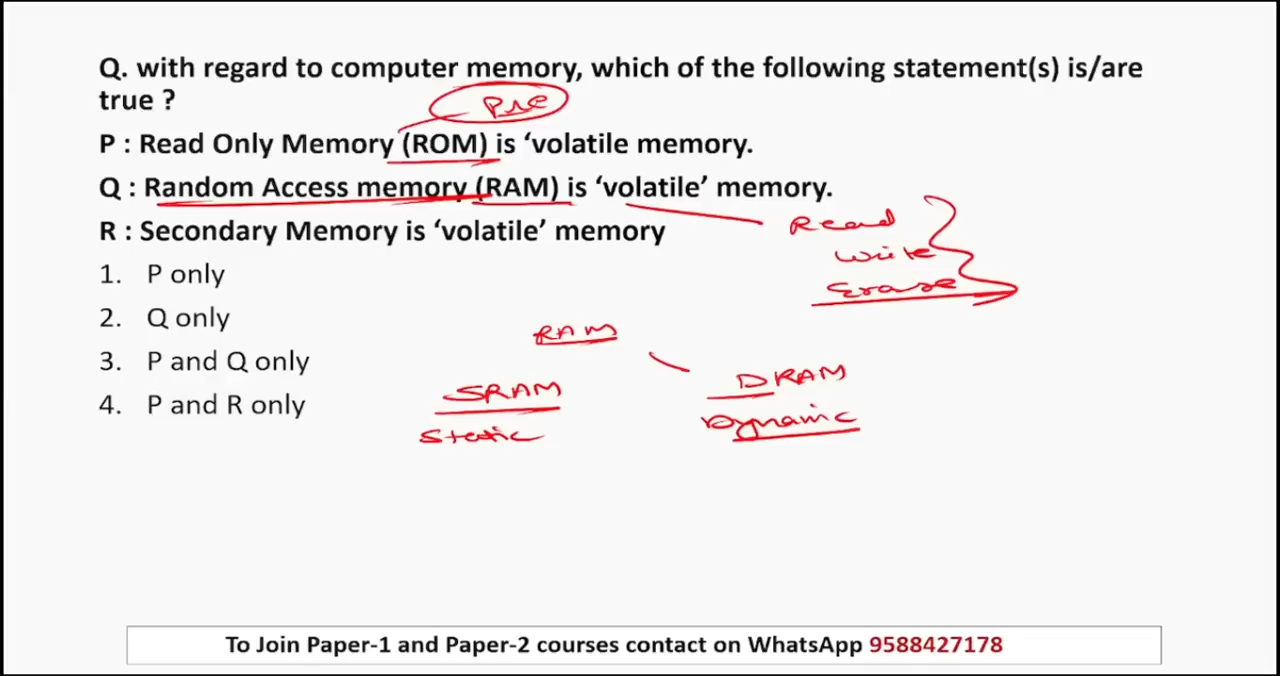 Q. with regard to computer memory, which of the following statement(s) is/are
true ?
Pre
P : Read Only Memory (ROM) is ‘volatile memory.
Q : Random Access memory (RAM) is ‘volatile’ memory.
Read
R : Secondary Memory is ‘volatile’ memory
Write
1. P only
Erase
2. Q only
RAM
3. P and Q only
DRAM
SRAM
4. P and R only
Dynamic
Static
To Join Paper-1 and Paper-2 courses contact on WhatsApp 9588427178